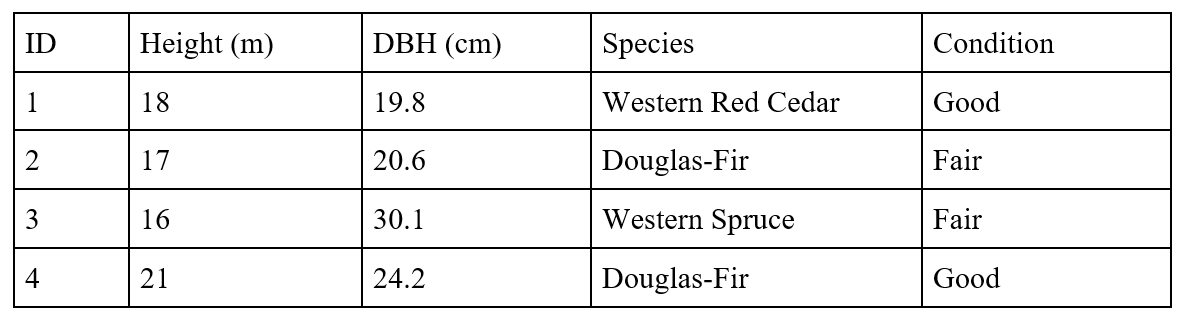 ID Height (m) DBH (cm) Species Condition
1 18 19.8 Western Red Cedar Good
2 17 20.6 Douglas-Fir Fair
3 16 30.1 Western Spruce Fair
4 21 24.2 Douglas-Fir Good